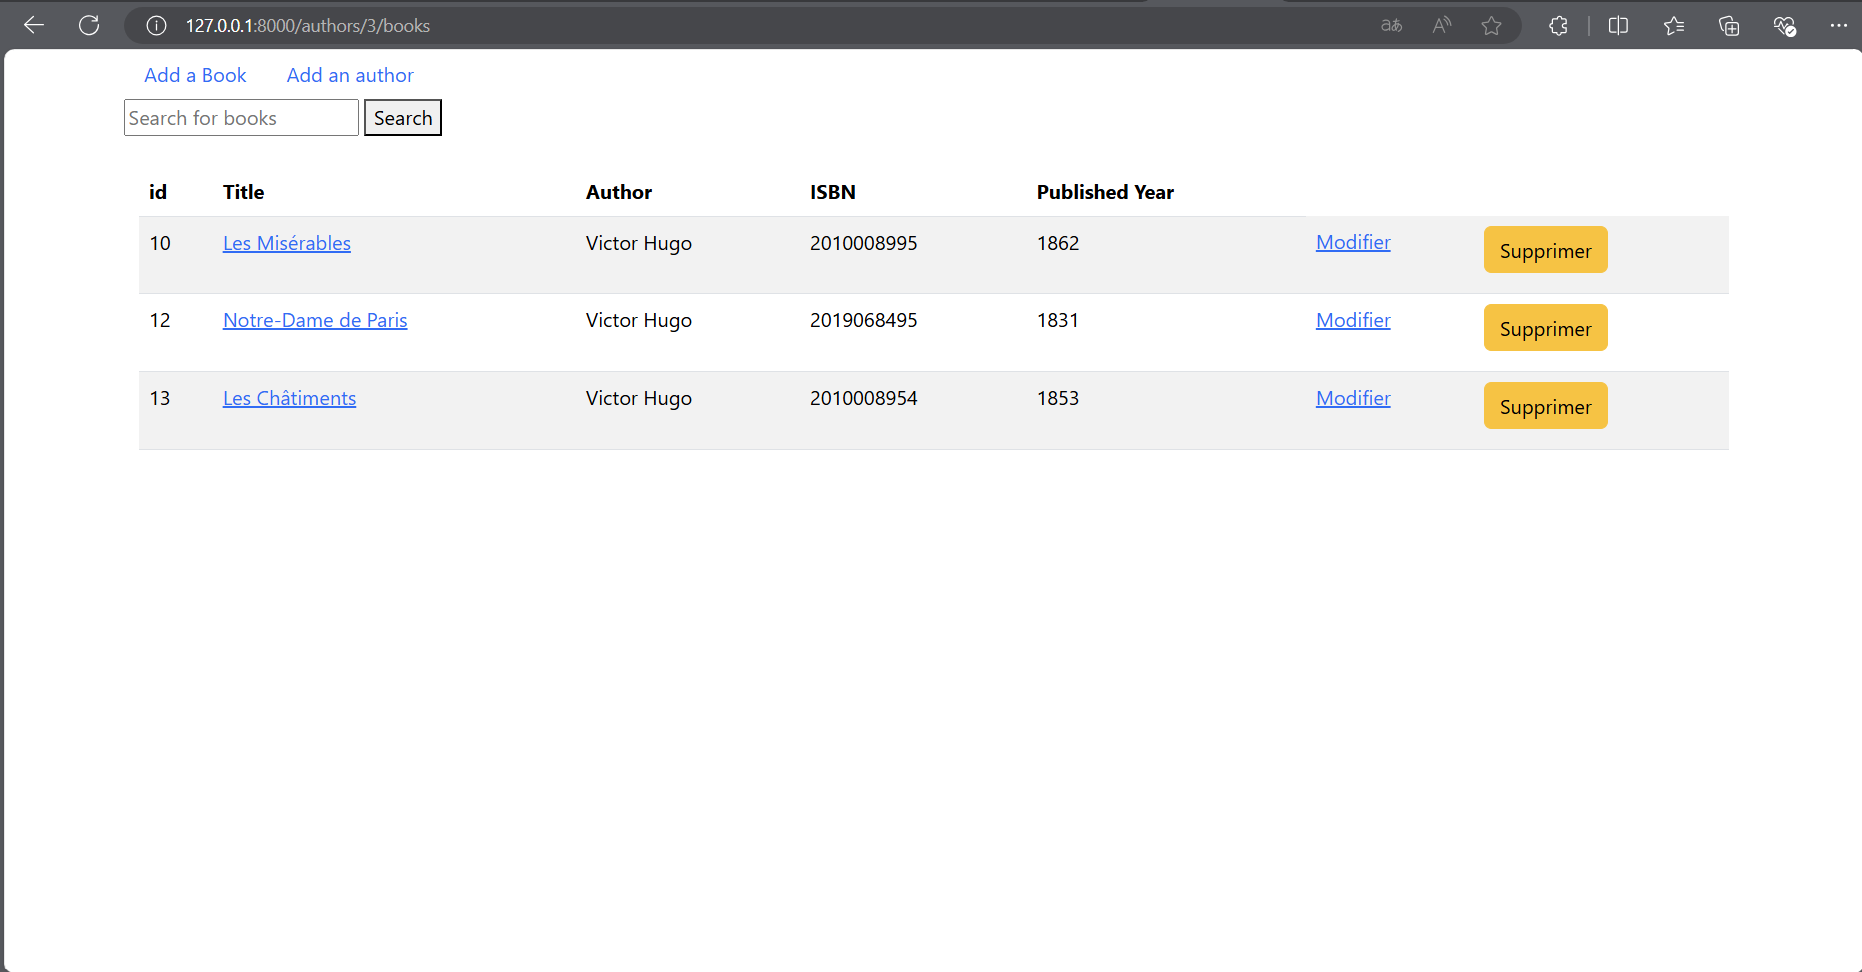 127.0.0.1:8000/authors/3/books
Add a Book Add an author
Search for books Search
id Title Author ISBN Published Year
10 Les Misérables Victor Hugo 2010008995 1862 Modifier Supprimer
12 Notre-Dame de Paris Victor Hugo 2019068495 1831 Modifier Supprimer
13 Les Châtiments Victor Hugo 2010008954 1853 Modifier Supprimer